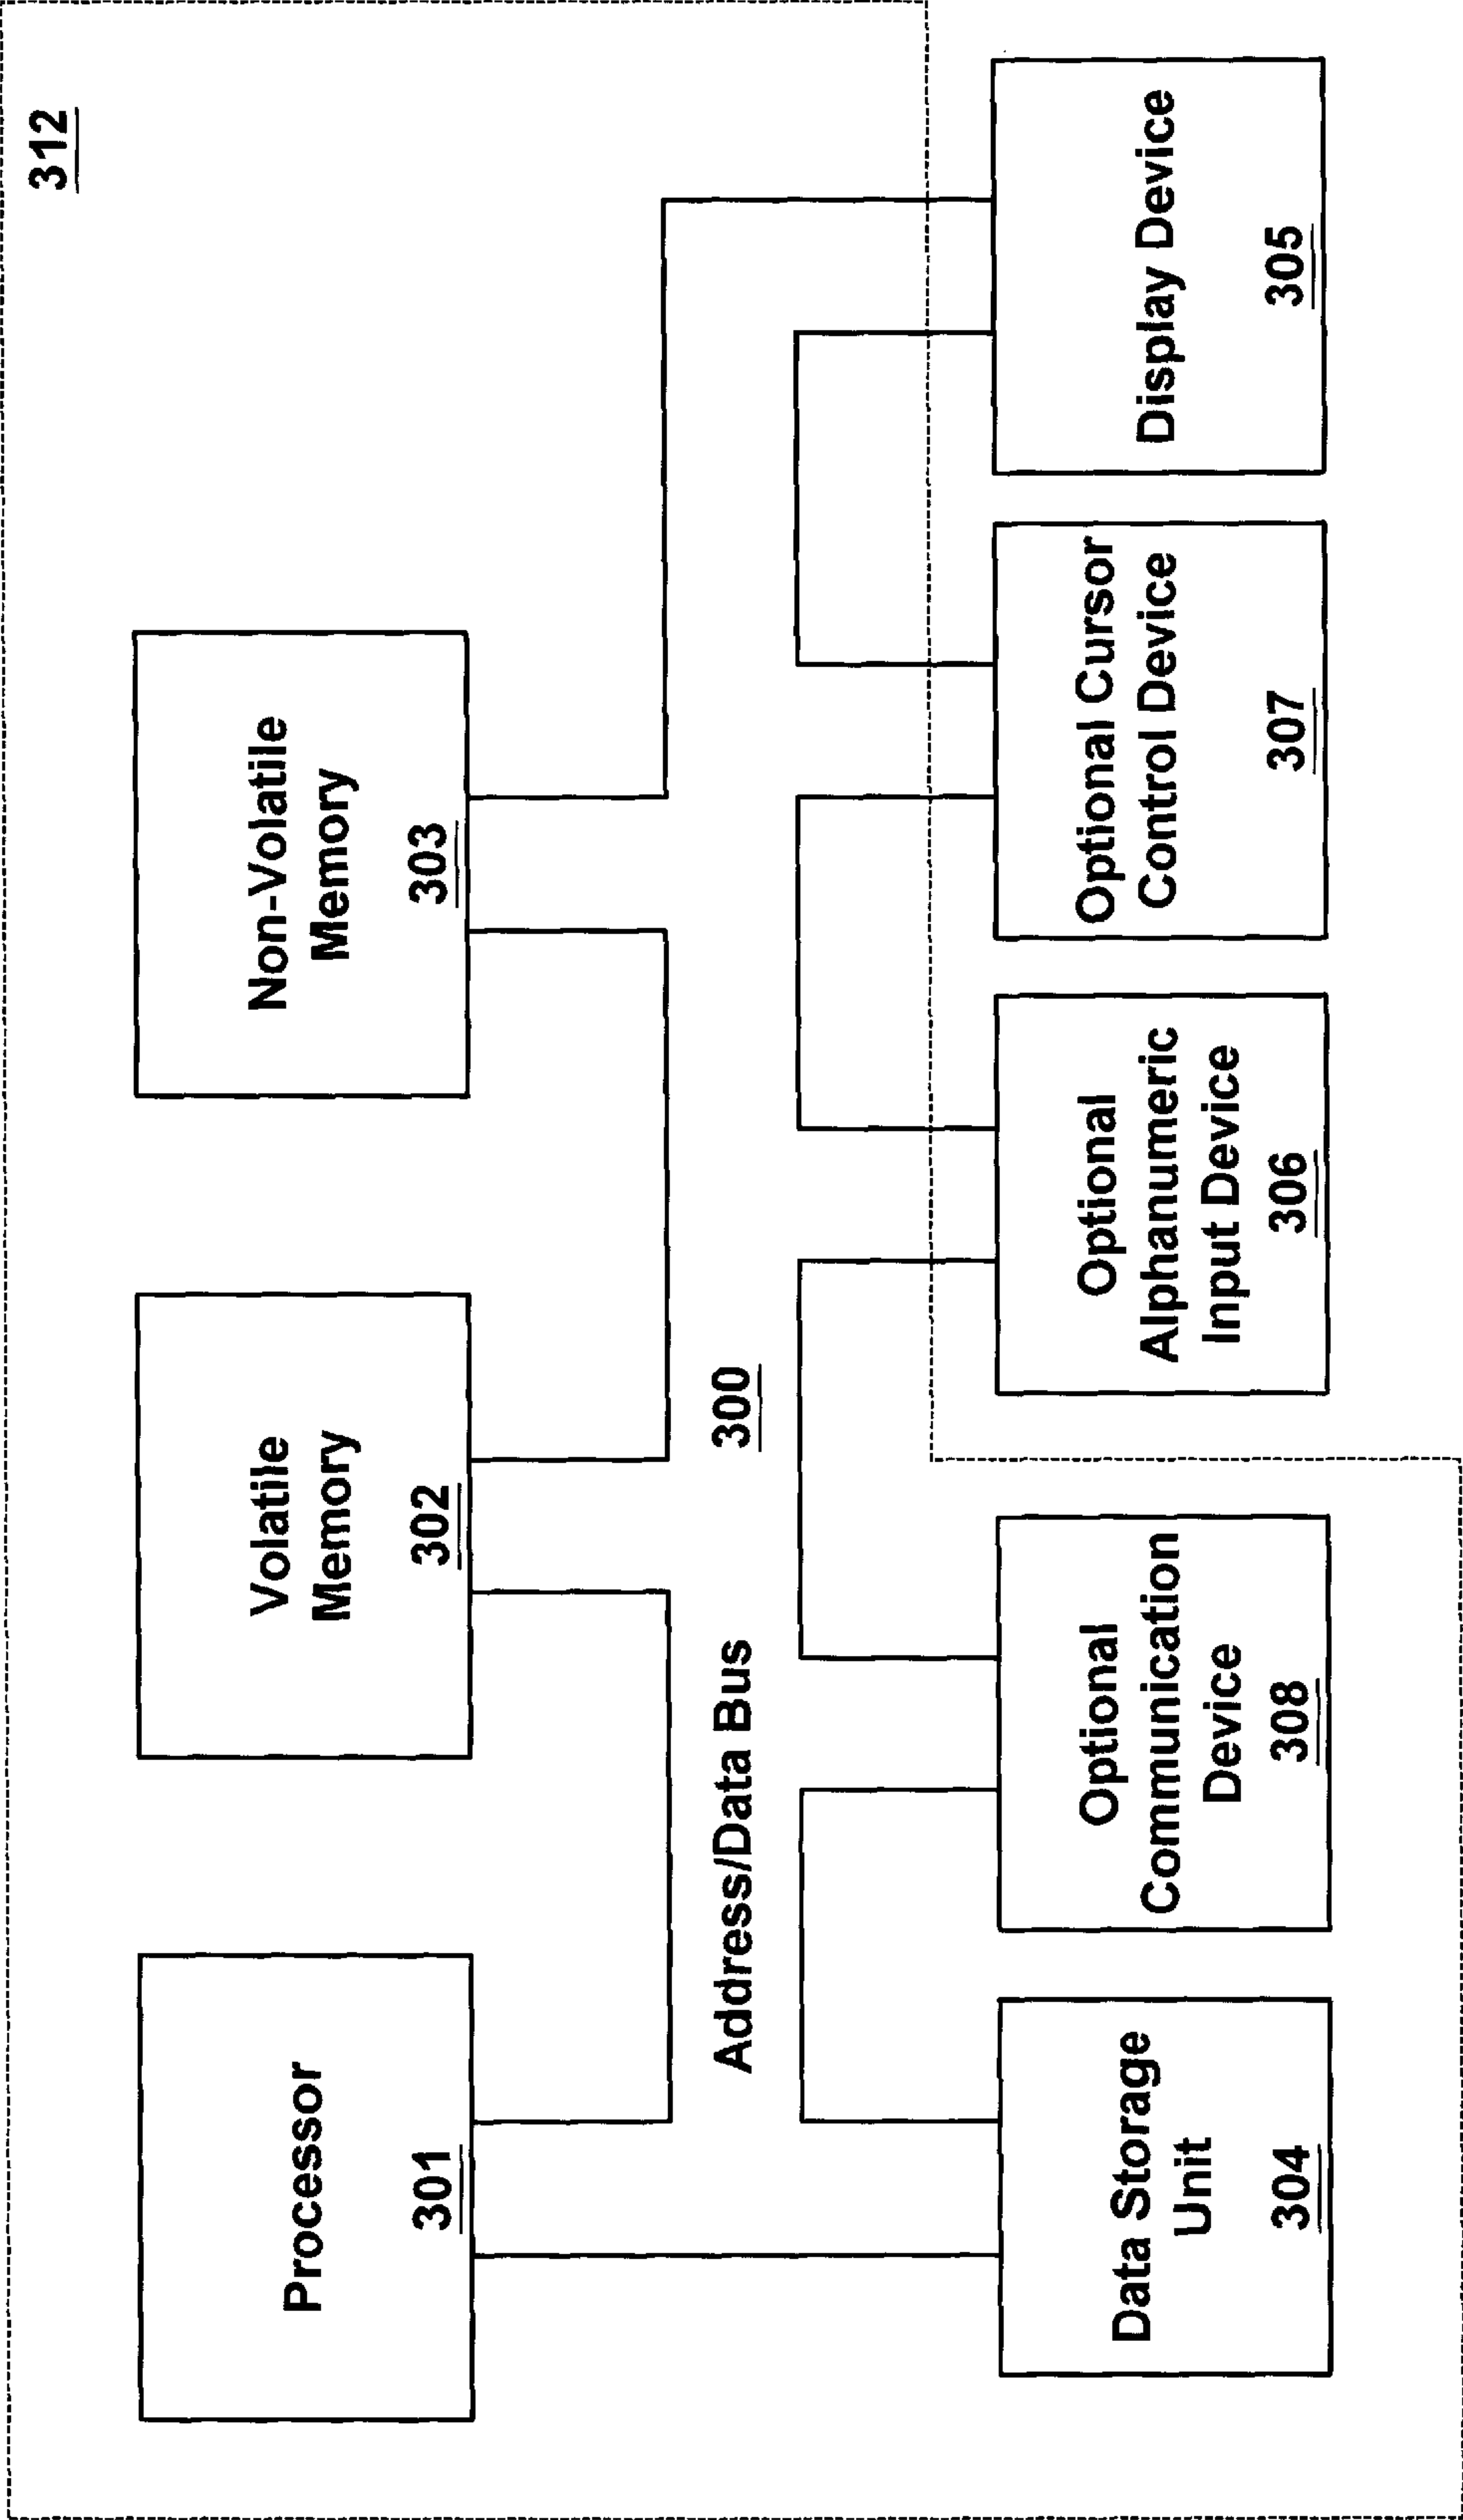 312
Processor
301
Volatile
Memory
302
Non-Volatile
Memory
303
Address/Data Bus
300
Data Storage
Unit
304
Optional
Communication
Device
308
Optional
Alphanumeric
Input Device
306
Optional Cursor
Control Device
307
Display Device
305